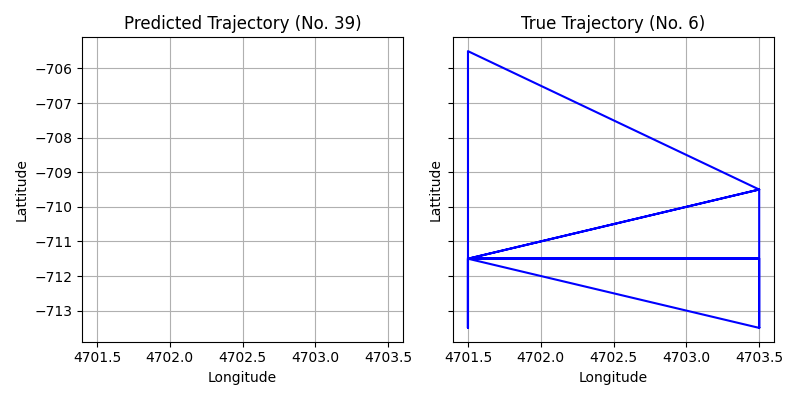 Predicted Trajectory (No. 39)
−706
−707
−708
−709
−710
−711
−712
−713
Lattitude
4701.5 4702.0 4702.5 4703.0 4703.5
Longitude
True Trajectory (No. 6)
Lattitude
4701.5 4702.0 4702.5 4703.0 4703.5
Longitude